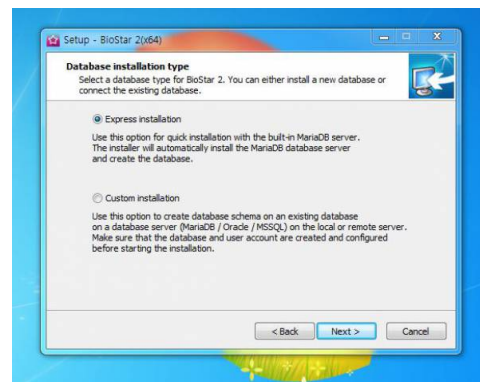 Setup - BioStar 2(x64)
Database installation type
Select a database type for BioStar 2. You can either install a new database or
connect the existing database.
Express installation
Use this option for quick installation with the built-in MariaDB server.
The installer will automatically install the MariaDB database server
and create the database.
Custom installation
Use this option to create database schema on an existing database
on a database server (MariaDB / Oracle / MSSQL) on the local or remote server.
Make sure that the database and user account are created and configured
before starting the installation.
< Back Next > Cancel